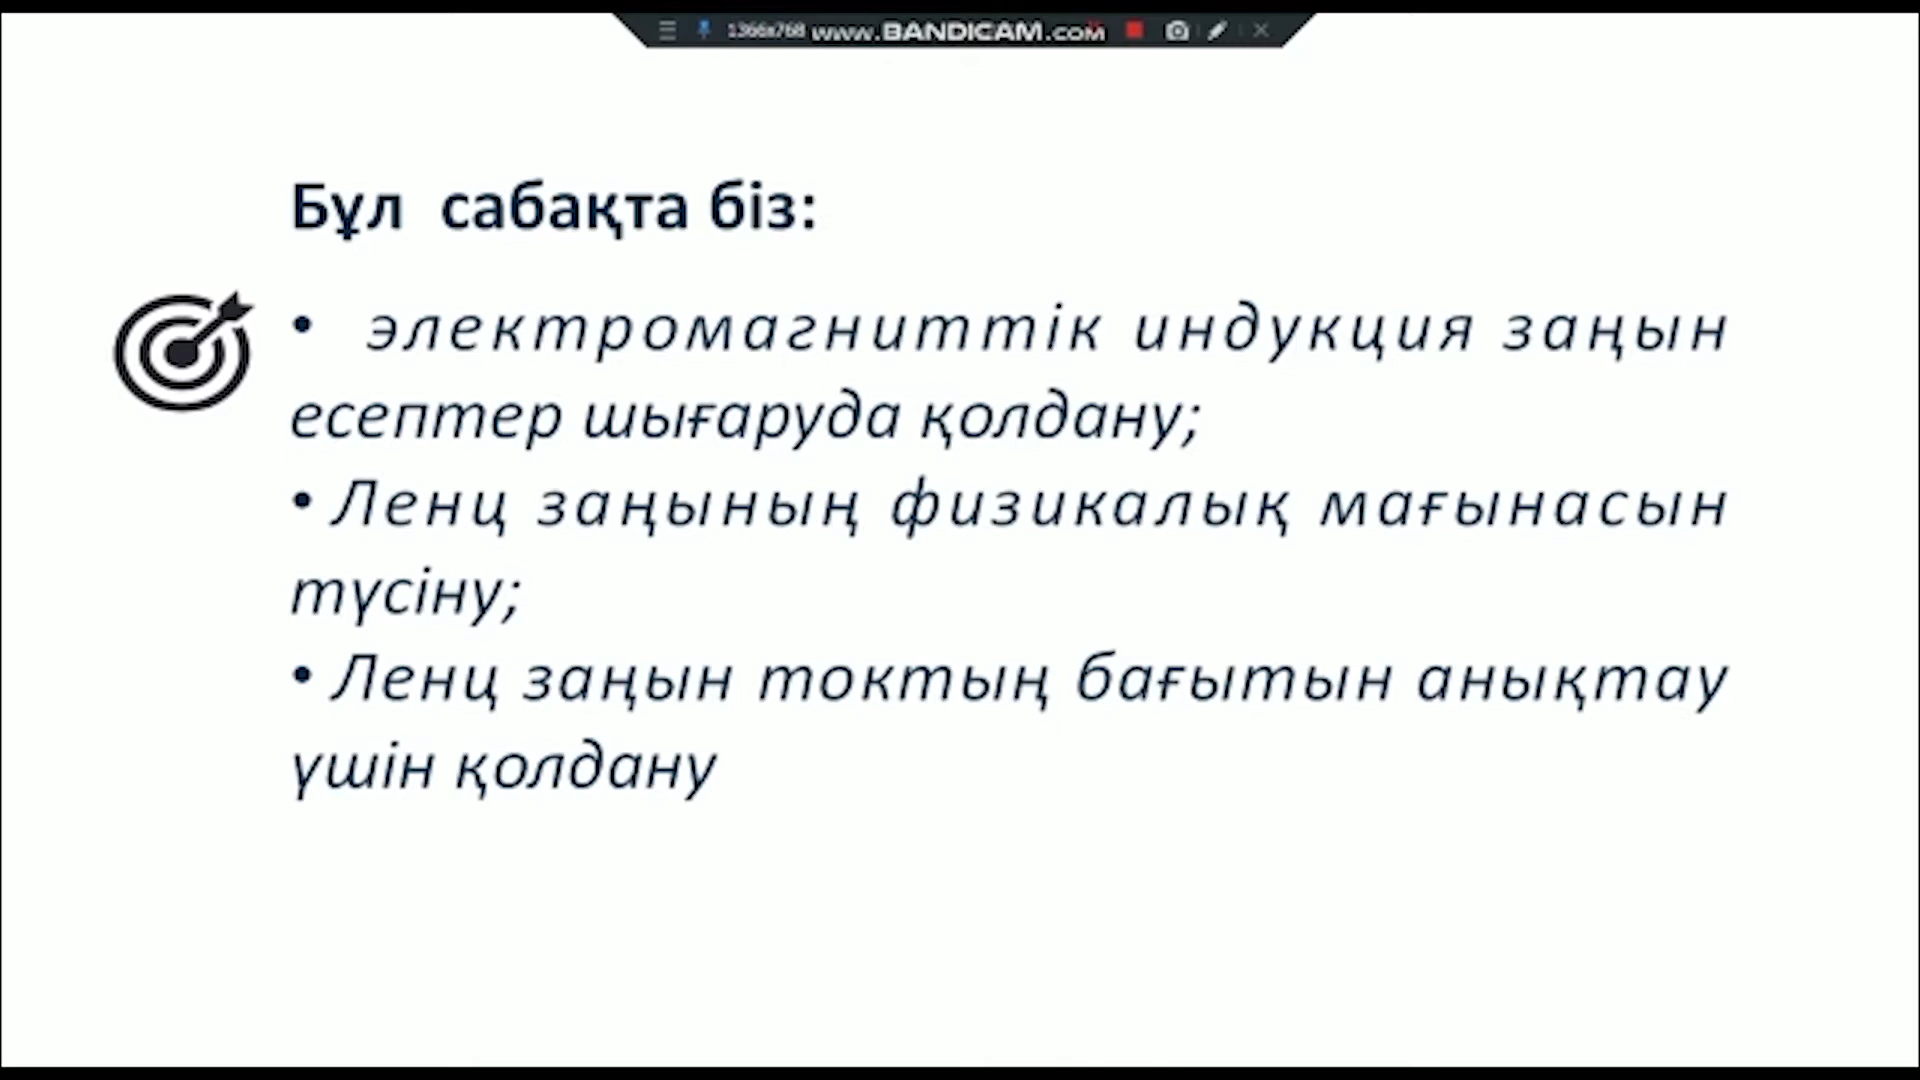 1366x768 www.BANDICAM.COM
Бұл сабақта біз:
• электромагниттік индукция заңын
есептер шығаруда қолдану;
• Ленц заңының физикалық мағынасын
түсіну;
• Ленц заңын токтың бағытын анықтау
үшін қолдану